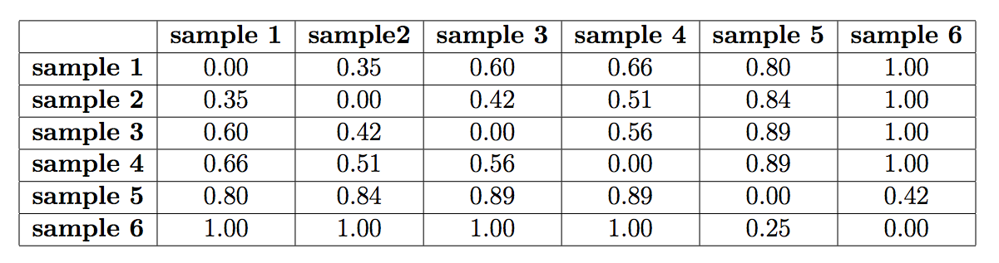 sample 1 sample2 sample 3 sample 4 sample 5 sample 6
sample 1 0.00 0.35 0.60 0.66 0.80 1.00
sample 2 0.35 0.00 0.42 0.51 0.84 1.00
sample 3 0.60 0.42 0.00 0.56 0.89 1.00
sample 4 0.66 0.51 0.56 0.00 0.89 1.00
sample 5 0.80 0.84 0.89 0.89 0.00 0.42
sample 6 1.00 1.00 1.00 1.00 0.25 0.00